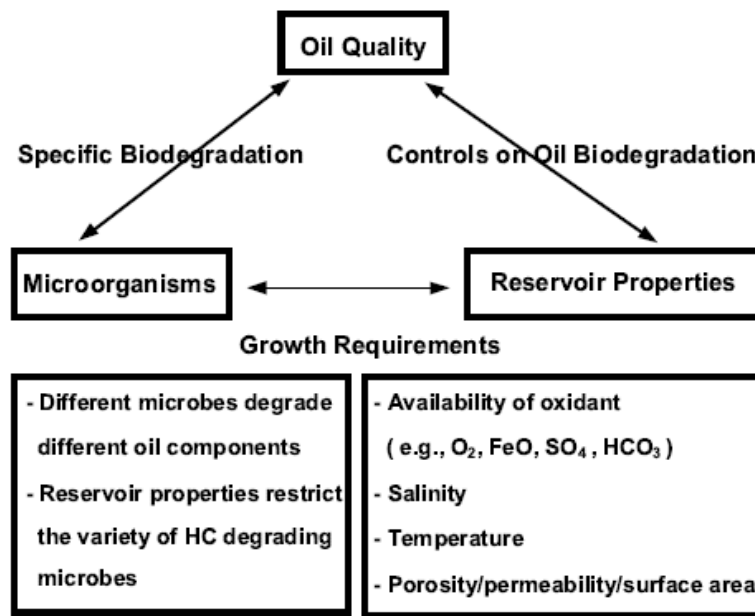 Oil Quality
Specific Biodegradation
Controls on Oil Biodegradation
Microorganisms
Reservoir Properties
Growth Requirements
- Different microbes degrade
different oil components
- Reservoir properties restrict
the variety of HC degrading
microbes
- Availability of oxidant
( e.g., O₂, FeO, SO₄ , HCO₃ )
- Salinity
- Temperature
- Porosity/permeability/surface area